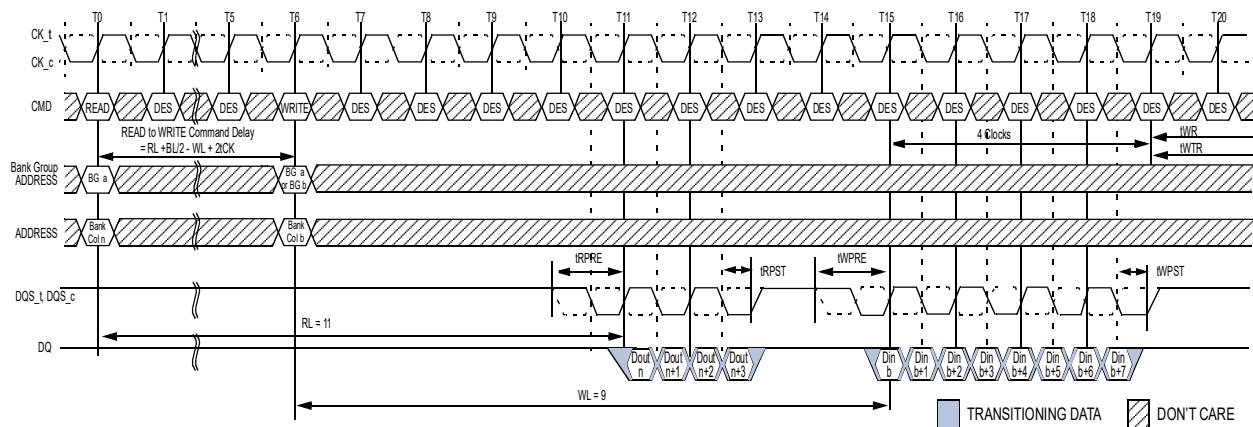 T0 T1 T5 T6 T7 T8 T9 T10 T11 T12 T13 T14 T15 T16 T17 T18 T19 T20
CK_t
CK_c
CMD READ DES DES WRITE DES DES DES DES DES DES DES DES DES DES DES DES DES DES
READ to WRITE Command Delay
= RL +BL/2 - WL + 2tCK
4 Clocks
tWR
tWTR
Bank Group
ADDRESS
BG a
BG a
or BG b
ADDRESS
Bank
Col n
Bank
Col b
tRPRE tRPST tWPRE tWPST
DQS_t, DQS_c
RL = 11
DQ
Dout Dout Dout Dout Din Din Din Din Din Din Din Din
n n+1 n+2 n+3 b b+1 b+2 b+3 b+4 b+5 b+6 b+7
WL = 9
TRANSITIONING DATA DON'T CARE